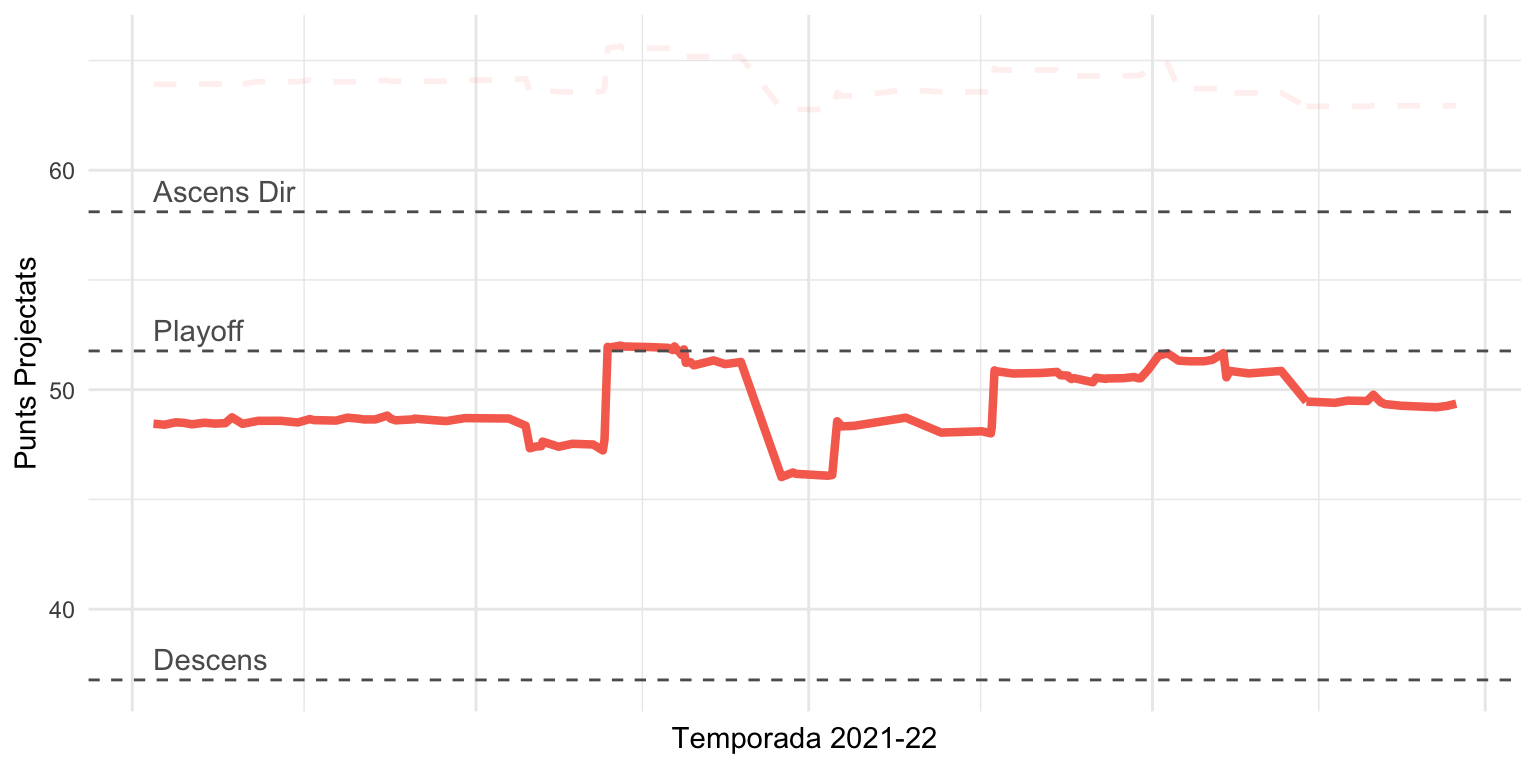 60
Ascens Dir
Playoff
50
40
Descens
Punts Projectats
Temporada 2021-22